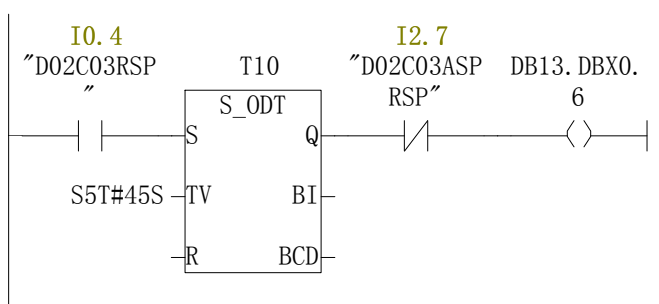 I0.4
I2.7
"D02C03RSP
"
T10
"D02C03ASP
RSP"
DB13.DBX0.
6
S_ODT
S
Q
S5T#45S
TV
BI
R
BCD